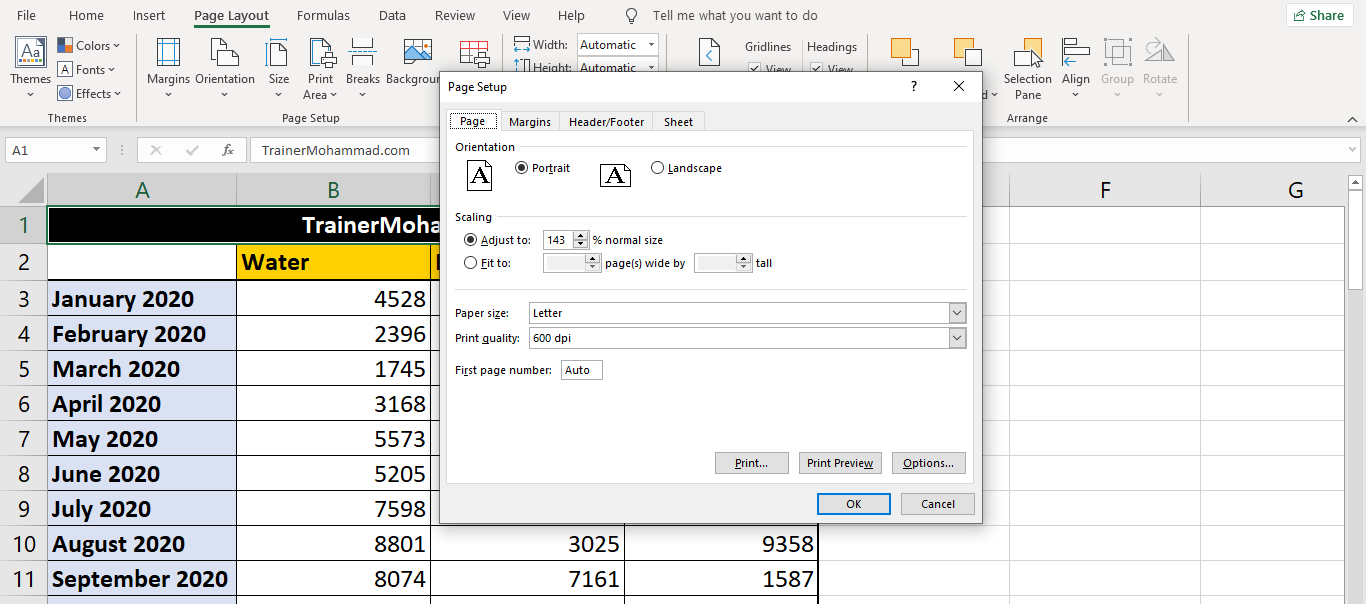 File Home Insert Page Layout Formulas Data Review View Help Tell me what you want to do Share
Themes
Colors
Fonts
Effects
Margins Orientation Size Print Area Breaks
Width: Automatic
Height: Automatic
Gridlines Headings
View View
Selection Pane Align Group Rotate
Themes Page Setup Arrange
A1 fx TrainerMohammad.com
A B F G
1
2 Water
3 January 2020 4528
4 February 2020 2396
5 March 2020 1745
6 April 2020 3168
7 May 2020 5573
8 June 2020 5205
9 July 2020 7598
10 August 2020 8801 3025 9358
11 September 2020 8074 7161 1587
Page Setup ?
Page Margins Header/Footer Sheet
Orientation
A Portrait A Landscape
Scaling
Adjust to: 143 % normal size
Fit to: page(s) wide by tall
Paper size: Letter
Print quality: 600 dpi
First page number: Auto
Print... Print Preview Options...
OK Cancel